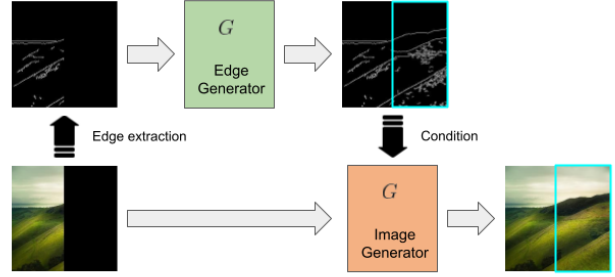 G
Edge
Generator
Edge extraction
Condition
G
Image
Generator